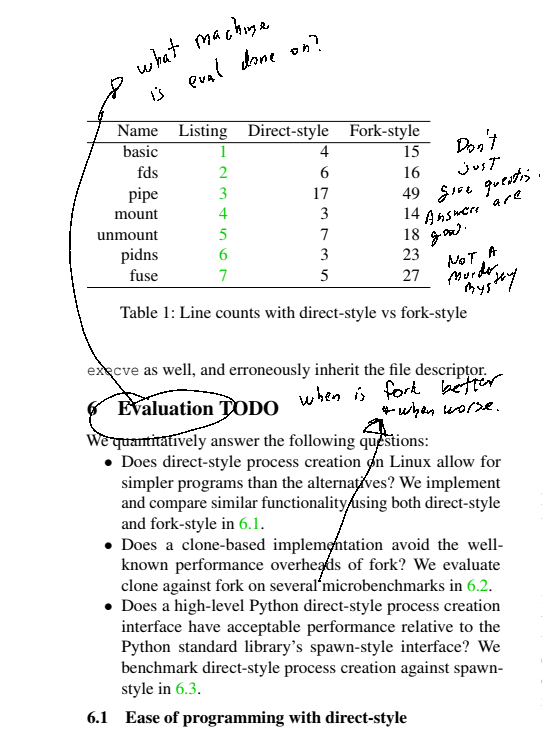 what machine
is eval done on?
Name Listing Direct-style Fork-style
basic 1 4 15
fds 2 6 16
pipe 3 17 49
mount 4 3 14
unmount 5 7 18
pidns 6 3 23
fuse 7 5 27
Don't
just
give questis.
Answers are
good.
NOT A
Murder
Mystery
Table 1: Line counts with direct-style vs fork-style
execve as well, and erroneously inherit the file descriptor.
when is fork better
& when worse.
6 Evaluation TODO
We quantitatively answer the following questions:
• Does direct-style process creation on Linux allow for
simpler programs than the alternatives? We implement
and compare similar functionality using both direct-style
and fork-style in 6.1.
• Does a clone-based implementation avoid the well-
known performance overheads of fork? We evaluate
clone against fork on several microbenchmarks in 6.2.
• Does a high-level Python direct-style process creation
interface have acceptable performance relative to the
Python standard library's spawn-style interface? We
benchmark direct-style process creation against spawn-
style in 6.3.
6.1 Ease of programming with direct-style